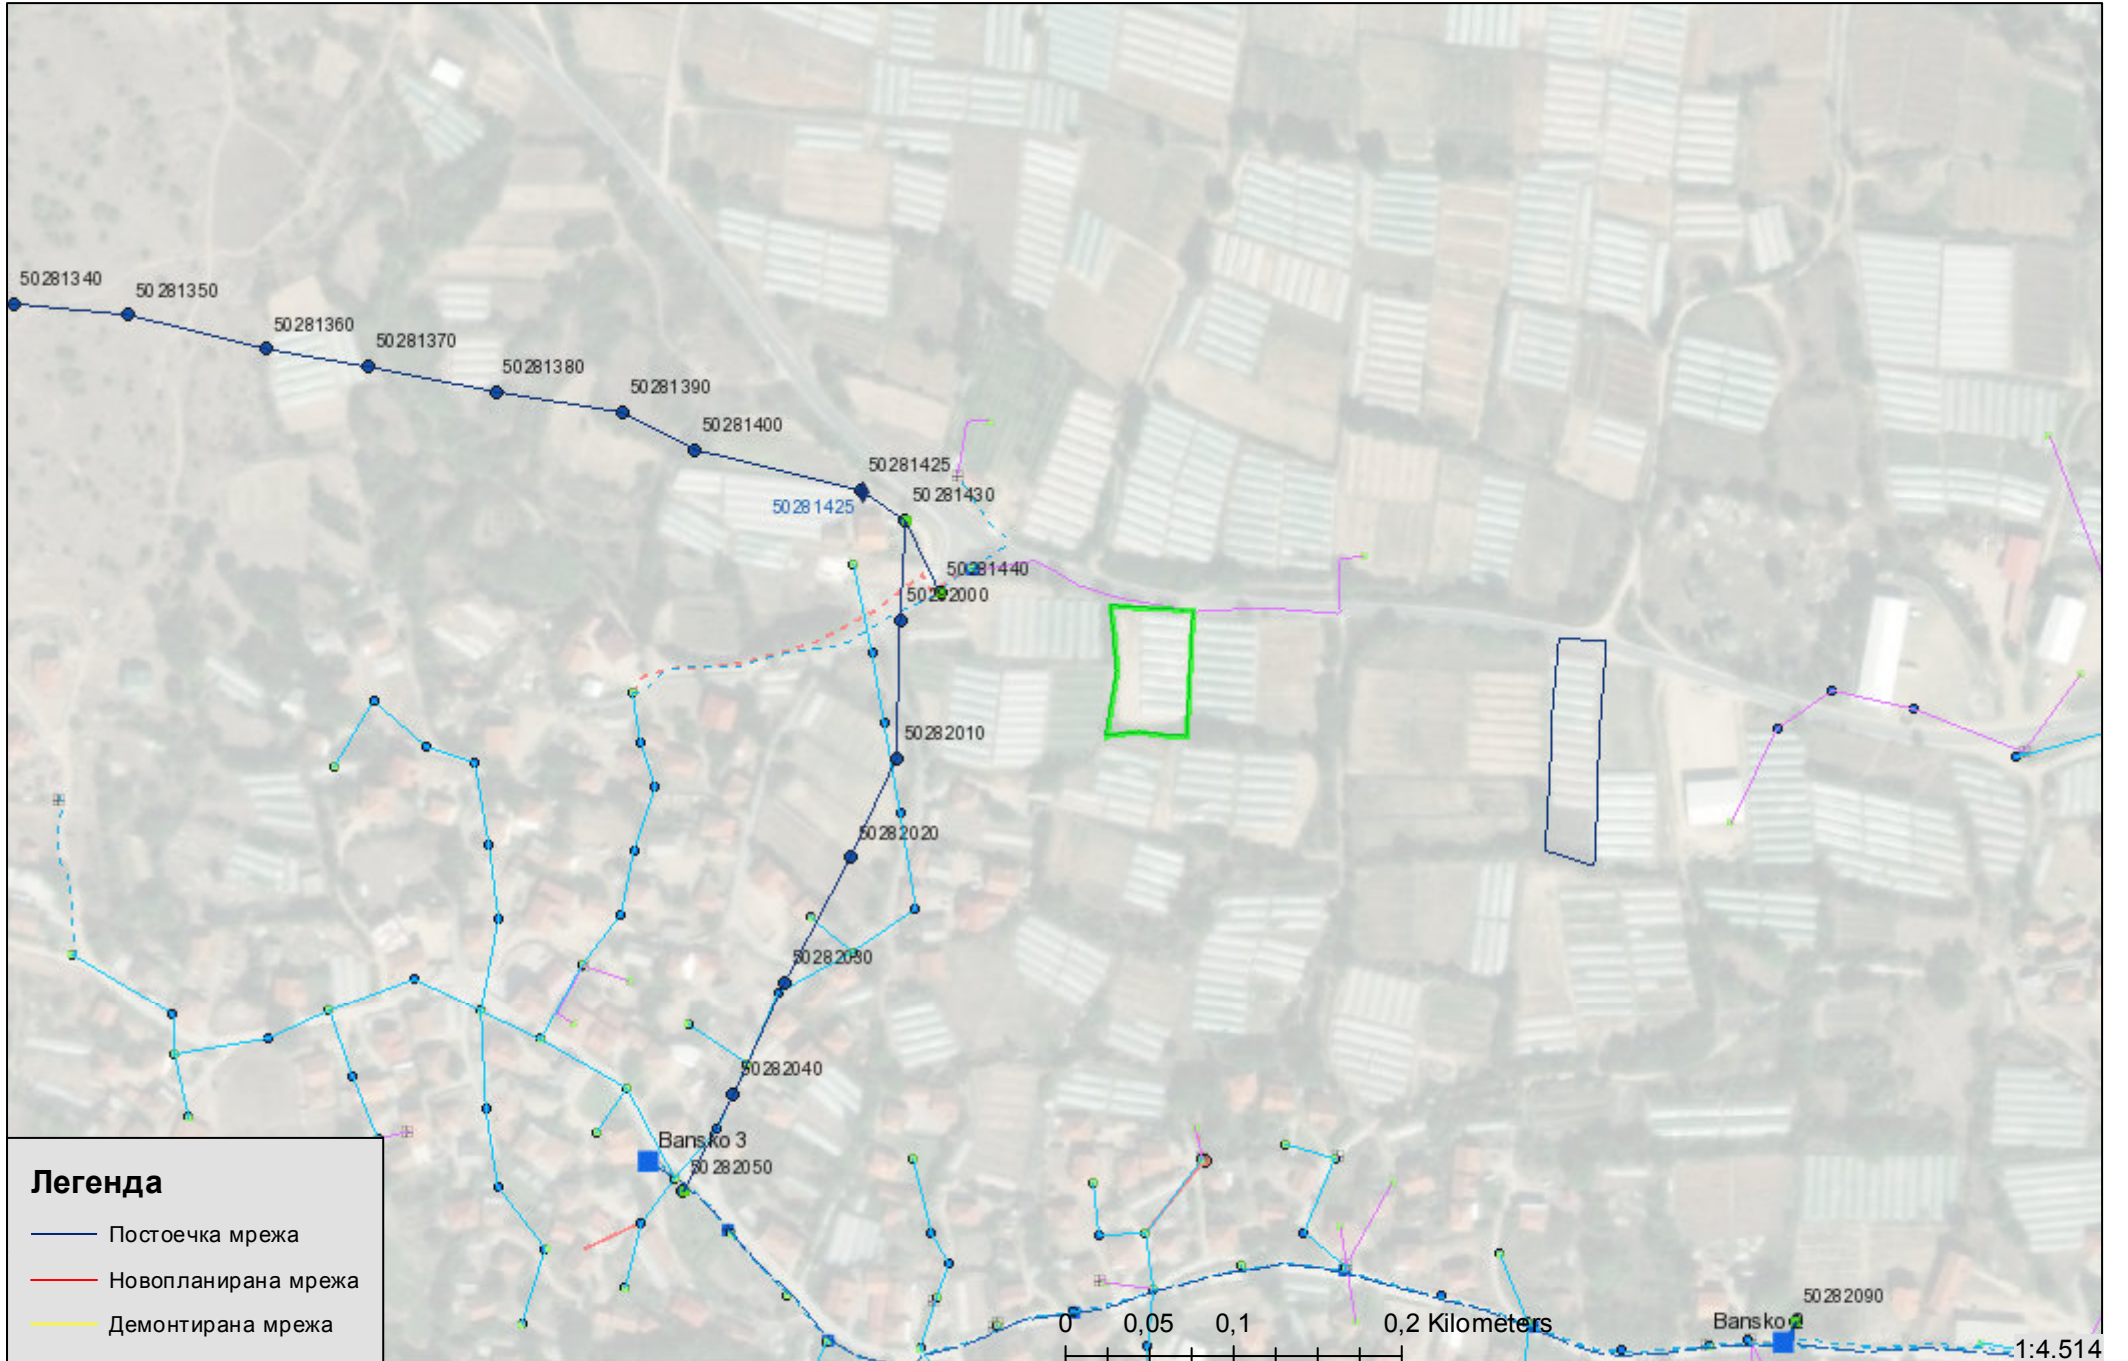 50281340
50281350
50281360
50281370
50281380
50281390
50281400
50281425
50281430
50281425
50281440
50282000
50282010
50282020
50282030
50282040
Bansko 3
50282050
50282090
Bansko 2
Легенда
Постоечка мрежа
Новопланирана мрежа
Демонтирана мрежа
0 0,05 0,1 0,2 Kilometers
1:4.514